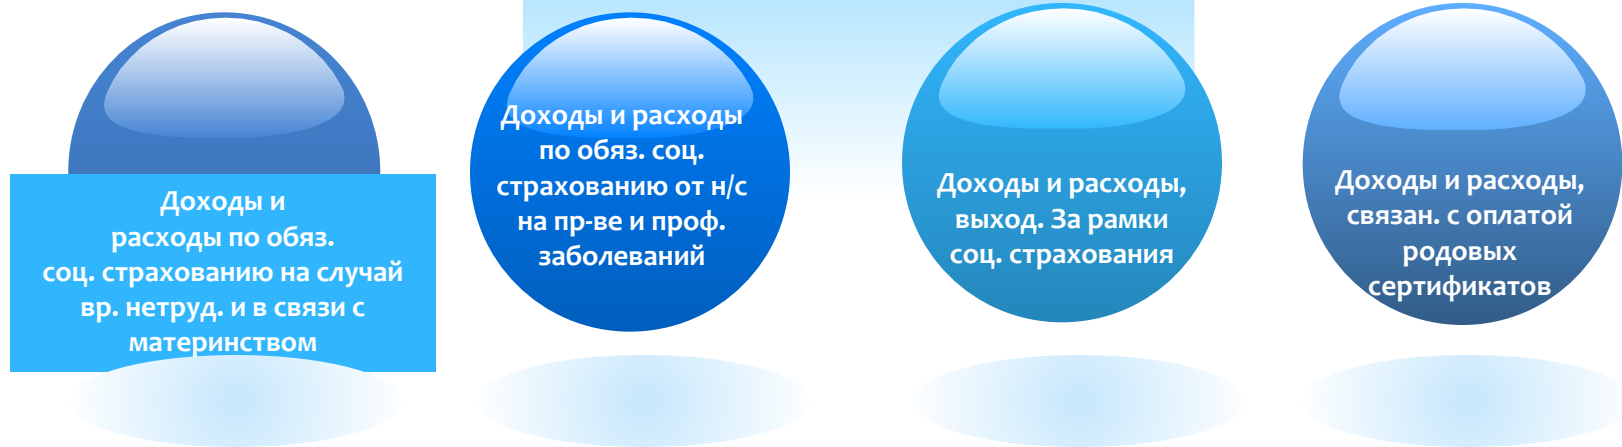 Доходы и
расходы по обяз.
соц. страхованию на случай
вр. нетруд. и в связи с
материнством
Доходы и расходы
по обяз. соц.
страхованию от н/с
на пр-ве и проф.
заболеваний
Доходы и расходы,
выход. За рамки
соц. страхования
Доходы и расходы,
связан. с оплатой
родовых
сертификатов